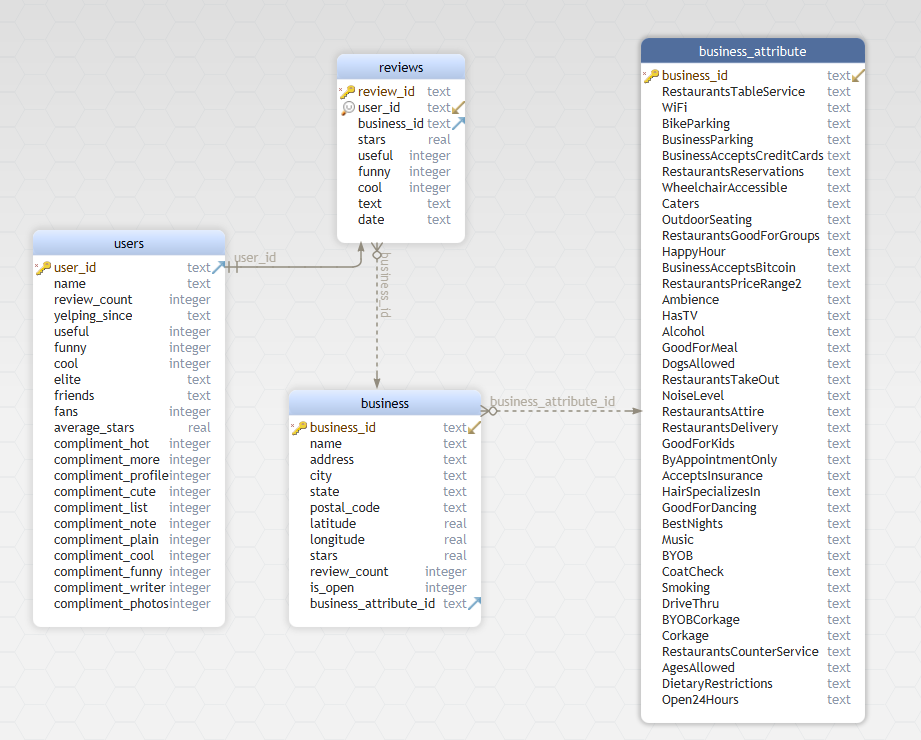 reviews
review_id text
user_id text
business_id text
stars real
useful integer
funny integer
cool integer
text text
date text
users
user_id text
name text
review_count integer
yelping_since text
useful integer
funny integer
cool integer
elite text
friends text
fans integer
average_stars real
compliment_hot integer
compliment_more integer
compliment_profile integer
compliment_cute integer
compliment_list integer
compliment_note integer
compliment_plain integer
compliment_cool integer
compliment_funny integer
compliment_writer integer
compliment_photos integer
user_id
business_id
business
business_id text
name text
address text
city text
state text
postal_code text
latitude real
longitude real
stars real
review_count integer
is_open integer
business_attribute_id text
business_attribute_id
business_attribute
business_id text
RestaurantsTableService text
WiFi text
BikeParking text
BusinessParking text
BusinessAcceptsCreditCards text
RestaurantsReservations text
WheelchairAccessible text
Caters text
OutdoorSeating text
RestaurantsGoodForGroups text
HappyHour text
BusinessAcceptsBitcoin text
RestaurantsPriceRange2 text
Ambience text
HasTV text
Alcohol text
GoodForMeal text
DogsAllowed text
RestaurantsTakeOut text
NoiseLevel text
RestaurantsAttire text
RestaurantsDelivery text
GoodForKids text
ByAppointmentOnly text
AcceptsInsurance text
HairSpecializesIn text
GoodForDancing text
BestNights text
Music text
BYOB text
CoatCheck text
Smoking text
DriveThru text
BYOBCorkage text
Corkage text
RestaurantsCounterService text
AgesAllowed text
DietaryRestrictions text
Open24Hours text